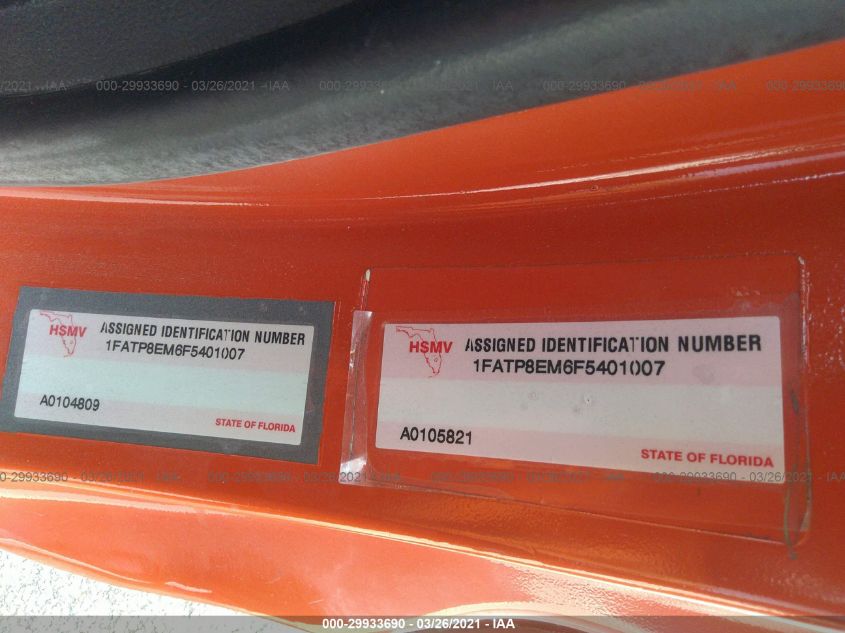 000-29933690 - 03/26/2021 - IAA
HSMV
ASSIGNED IDENTIFICATION NUMBER
1FATP8EM6F5401007
A0104809
STATE OF FLORIDA
HSMV
ASSIGNED IDENTIFICATION NUMBER
1FATP8EM6F5401007
A0105821
STATE OF FLORIDA
000-29933690 - 03/26/2021 - IAA